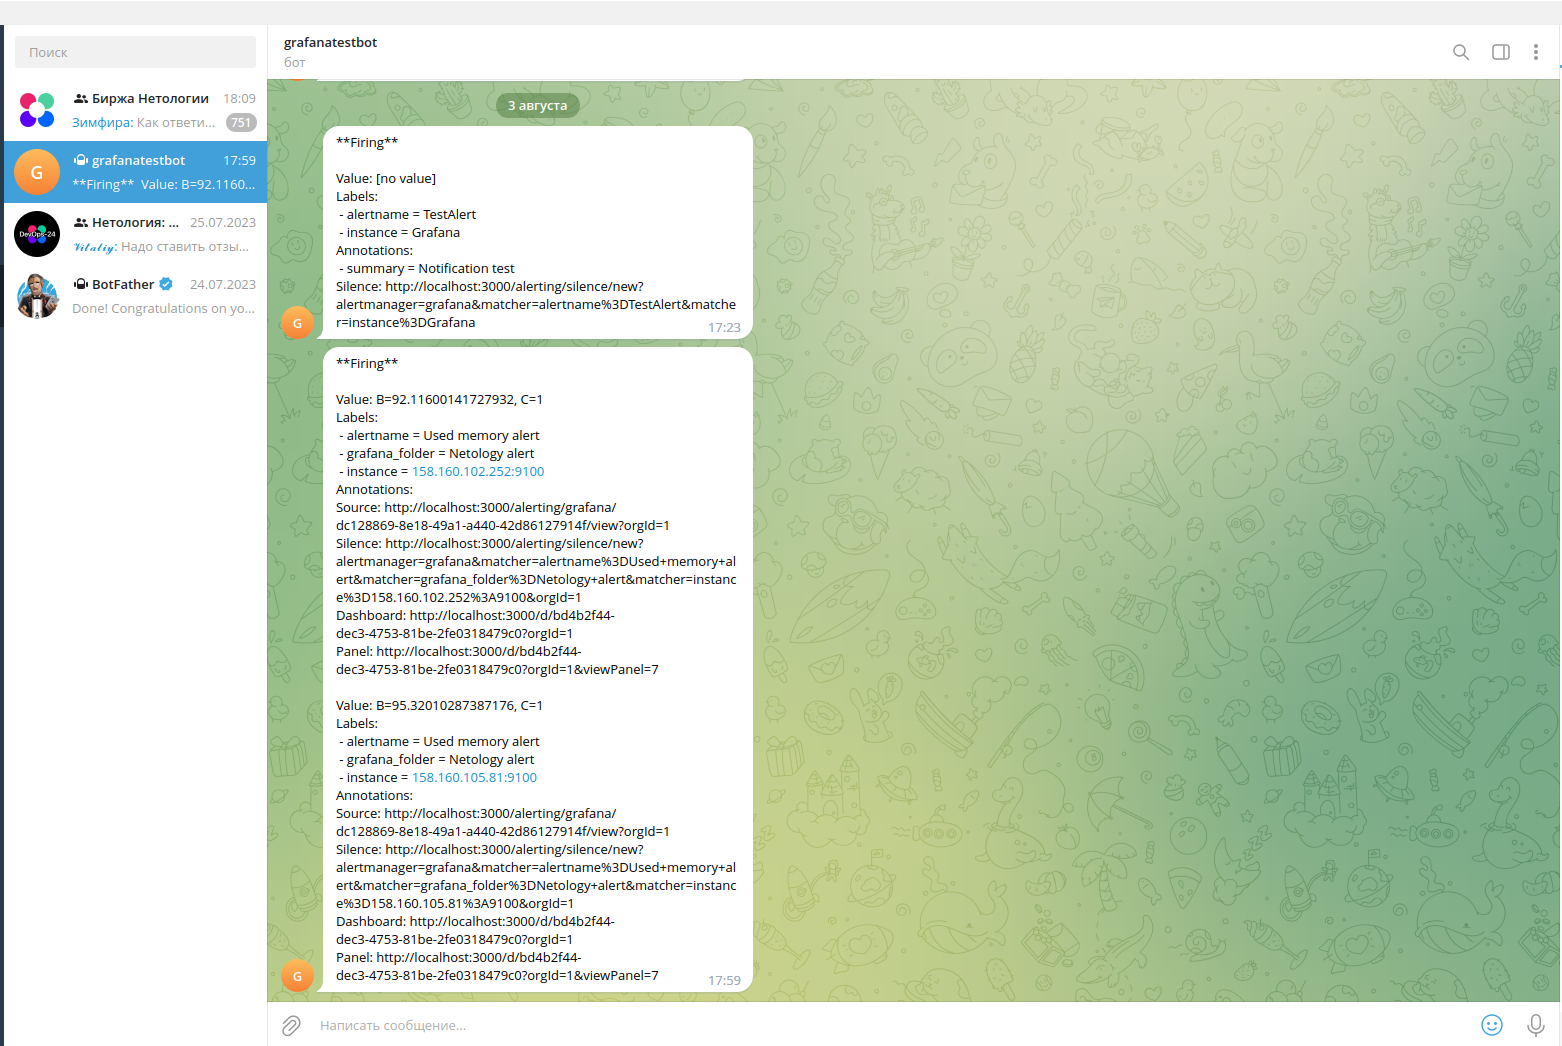 Поиск
Биржа Нетологии 18:09
Зимфира: Как ответи... 751
G
grafanatestbot 17:59
**Firing** Value: B=92.1160...
DevOps-24
Нетология: ... 25.07.2023
𝓥𝓲𝓽𝓪𝓵𝓲𝔂: Надо ставить отзы...
BotFather 24.07.2023
Done! Congratulations on yo...
grafanatestbot
бот
3 августа
**Firing**
Value: [no value]
Labels:
- alertname = TestAlert
- instance = Grafana
Annotations:
- summary = Notification test
Silence: http://localhost:3000/alerting/silence/new?
alertmanager=grafana&matcher=alertname%3DTestAlert&matche
r=instance%3DGrafana
17:23
G
**Firing**
Value: B=92.11600141727932, C=1
Labels:
- alertname = Used memory alert
- grafana_folder = Netology alert
- instance = 158.160.102.252:9100
Annotations:
Source: http://localhost:3000/alerting/grafana/
dc128869-8e18-49a1-a440-42d86127914f/view?orgId=1
Silence: http://localhost:3000/alerting/silence/new?
alertmanager=grafana&matcher=alertname%3DUsed+memory+al
ert&matcher=grafana_folder%3DNetology+alert&matcher=instanc
e%3D158.160.102.252%3A9100&orgId=1
Dashboard: http://localhost:3000/d/bd4b2f44-
dec3-4753-81be-2fe0318479c0?orgId=1
Panel: http://localhost:3000/d/bd4b2f44-
dec3-4753-81be-2fe0318479c0?orgId=1&viewPanel=7
Value: B=95.32010287387176, C=1
Labels:
- alertname = Used memory alert
- grafana_folder = Netology alert
- instance = 158.160.105.81:9100
Annotations:
Source: http://localhost:3000/alerting/grafana/
dc128869-8e18-49a1-a440-42d86127914f/view?orgId=1
Silence: http://localhost:3000/alerting/silence/new?
alertmanager=grafana&matcher=alertname%3DUsed+memory+al
ert&matcher=grafana_folder%3DNetology+alert&matcher=instanc
e%3D158.160.105.81%3A9100&orgId=1
Dashboard: http://localhost:3000/d/bd4b2f44-
dec3-4753-81be-2fe0318479c0?orgId=1
Panel: http://localhost:3000/d/bd4b2f44-
dec3-4753-81be-2fe0318479c0?orgId=1&viewPanel=7
17:59
G
Написать сообщение...